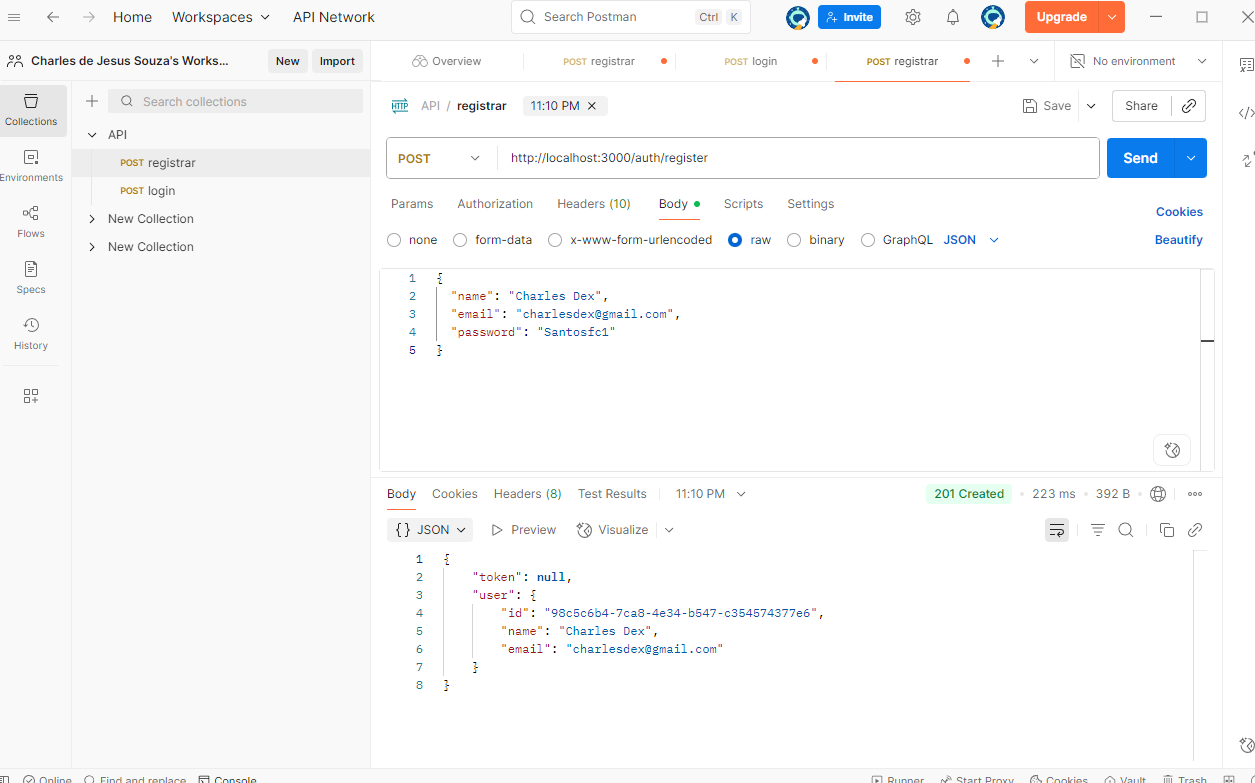 Home Workspaces API Network Search Postman Ctrl K Invite Upgrade
Charles de Jesus Souza's Works... New Import Overview POST registrar POST login POST registrar No environment
Collections
Environments
Flows
Specs
History
Search collections
API
POST registrar
POST login
New Collection
New Collection
HTTP API / registrar 11:10 PM Save Share
POST http://localhost:3000/auth/register Send
Params Authorization Headers (10) Body Scripts Settings Cookies
none form-data x-www-form-urlencoded raw binary GraphQL JSON Beautify
1 {
2 "name": "Charles Dex",
3 "email": "charlesdex@gmail.com",
4 "password": "Santosfc1"
5 }
Body Cookies Headers (8) Test Results 11:10 PM 201 Created 223 ms 392 B
{} JSON Preview Visualize
1 {
2 "token": null,
3 "user": {
4 "id": "98c5c6b4-7ca8-4e34-b547-c354574377e6",
5 "name": "Charles Dex",
6 "email": "charlesdex@gmail.com"
7 }
8 }
Online Find and replace Console Runner Start Proxy Cookies Vault Trash